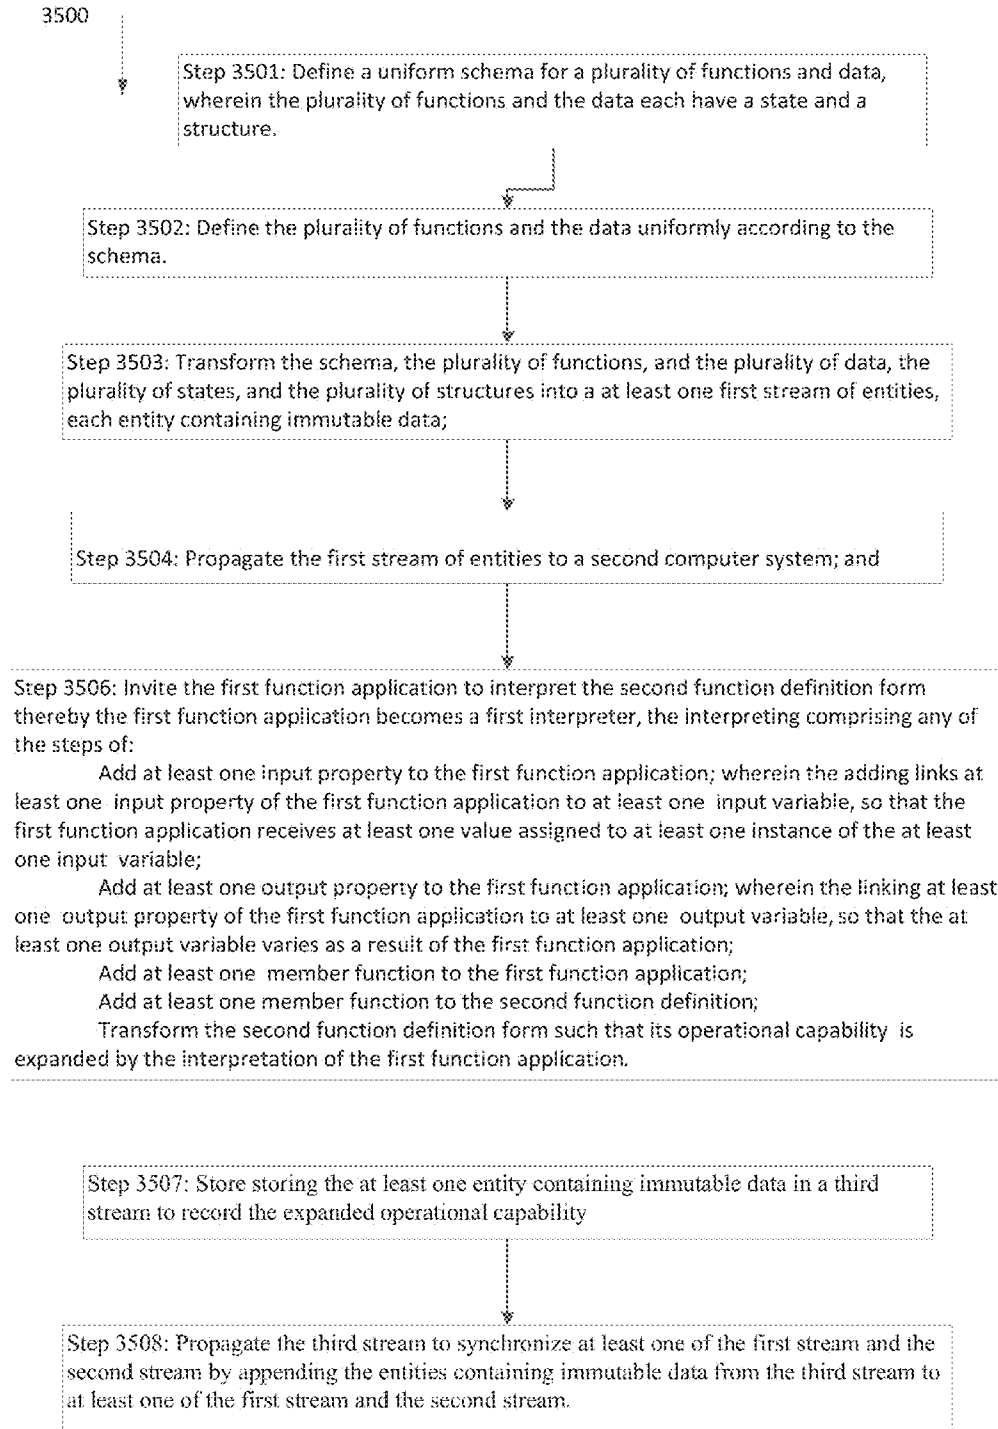 3500
Step 3501: Define a uniform schema for a plurality of functions and data,
wherein the plurality of functions and the data each have a state and a
structure.
Step 3502: Define the plurality of functions and the data uniformly according to the
schema.
Step 3503: Transform the schema, the plurality of functions, and the plurality of data, the
plurality of states, and the plurality of structures into a at least one first stream of entities,
each entity containing immutable data;
Step 3504: Propagate the first stream of entities to a second computer system; and
Step 3506: Invite the first function application to interpret the second function definition form
thereby the first function application becomes a first interpreter, the interpreting comprising any of
the steps of:
Add at least one input property to the first function application; wherein the adding links at
least one input property of the first function application to at least one input variable, so that the
first function application receives at least one value assigned to at least one instance of the at least
one input variable;
Add at least one output property to the first function application; wherein the linking at least
one output property of the first function application to at least one output variable, so that the at
least one output variable varies as a result of the first function application;
Add at least one member function to the first function application;
Add at least one member function to the second function definition;
Transform the second function definition form such that its operational capability is
expanded by the interpretation of the first function application.
Step 3507: Store storing the at least one entity containing immutable data in a third
stream to record the expanded operational capability
Step 3508: Propagate the third stream to synchronize at least one of the first stream and the
second stream by appending the entities containing immutable data from the third stream to
at least one of the first stream and the second stream.